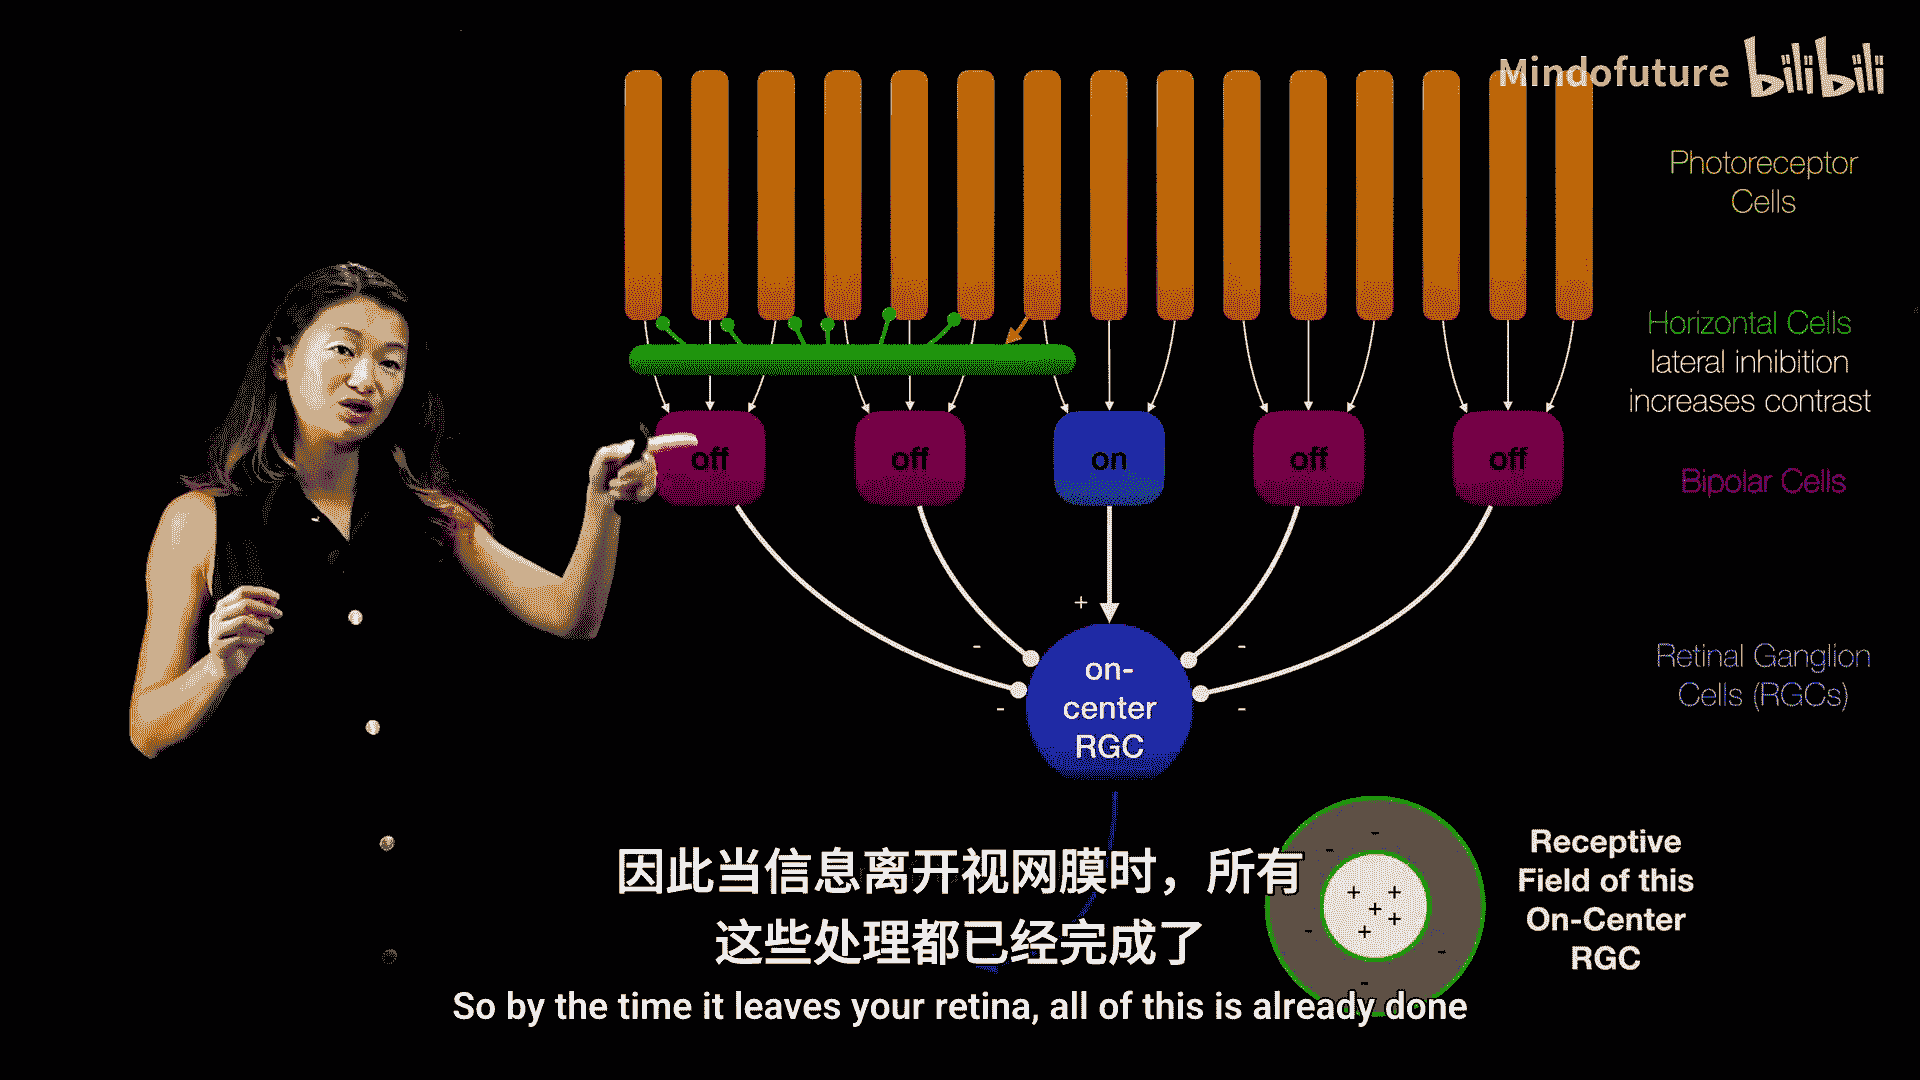 Mindofuture bilibili
Photoreceptor
Cells
Horizontal Cells
lateral inhibition
increases contrast
off
off
on
off
off
Bipolar Cells
+
-
-
-
-
on-
center
RGC
Retinal Ganglion
Cells (RGCs)
Receptive
Field of this
On-Center
RGC
因此当信息离开视网膜时，所有
这些处理都已经完成了
So by the time it leaves your retina, all of this is already done